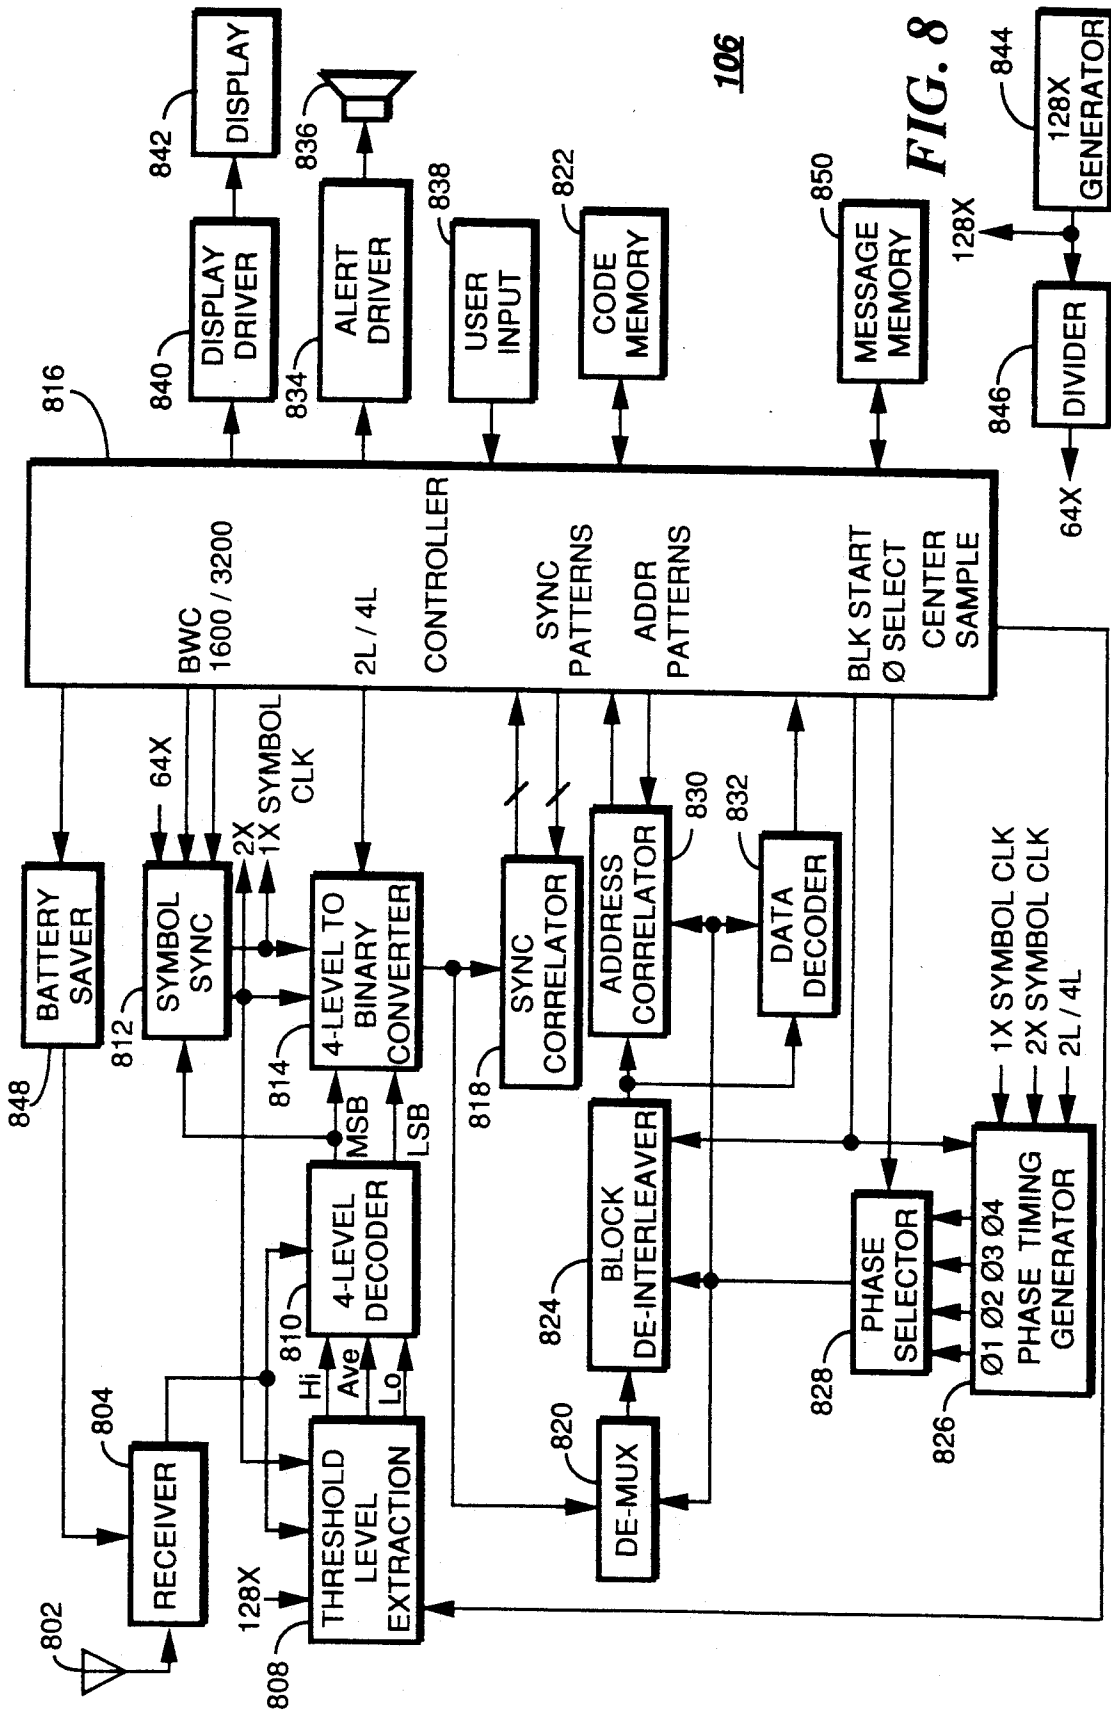 802
804
RECEIVER
848
BATTERY
SAVER
812
SYMBOL
SYNC
64X
BWC
1600 / 3200
816
840
DISPLAY
DRIVER
842
DISPLAY
2X
1X SYMBOL
CLK
128X
808
THRESHOLD
LEVEL
EXTRACTION
Hi
Ave
Lo
810
4-LEVEL
DECODER
MSB
LSB
814
4-LEVEL TO
BINARY
CONVERTER
2L / 4L
CONTROLLER
834
ALERT
DRIVER
836
838
USER
INPUT
818
SYNC
CORRELATOR
SYNC
PATTERNS
822
CODE
MEMORY
820
DE-MUX
824
BLOCK
DE-INTERLEAVER
ADDRESS
CORRELATOR
830
ADDR
PATTERNS
832
DATA
DECODER
106
828
PHASE
SELECTOR
BLK START
Ø SELECT
CENTER
SAMPLE
850
MESSAGE
MEMORY
FIG. 8
826
Ø1 Ø2 Ø3 Ø4
PHASE TIMING
GENERATOR
1X SYMBOL CLK
2X SYMBOL CLK
2L / 4L
64X
846
DIVIDER
128X
844
128X
GENERATOR